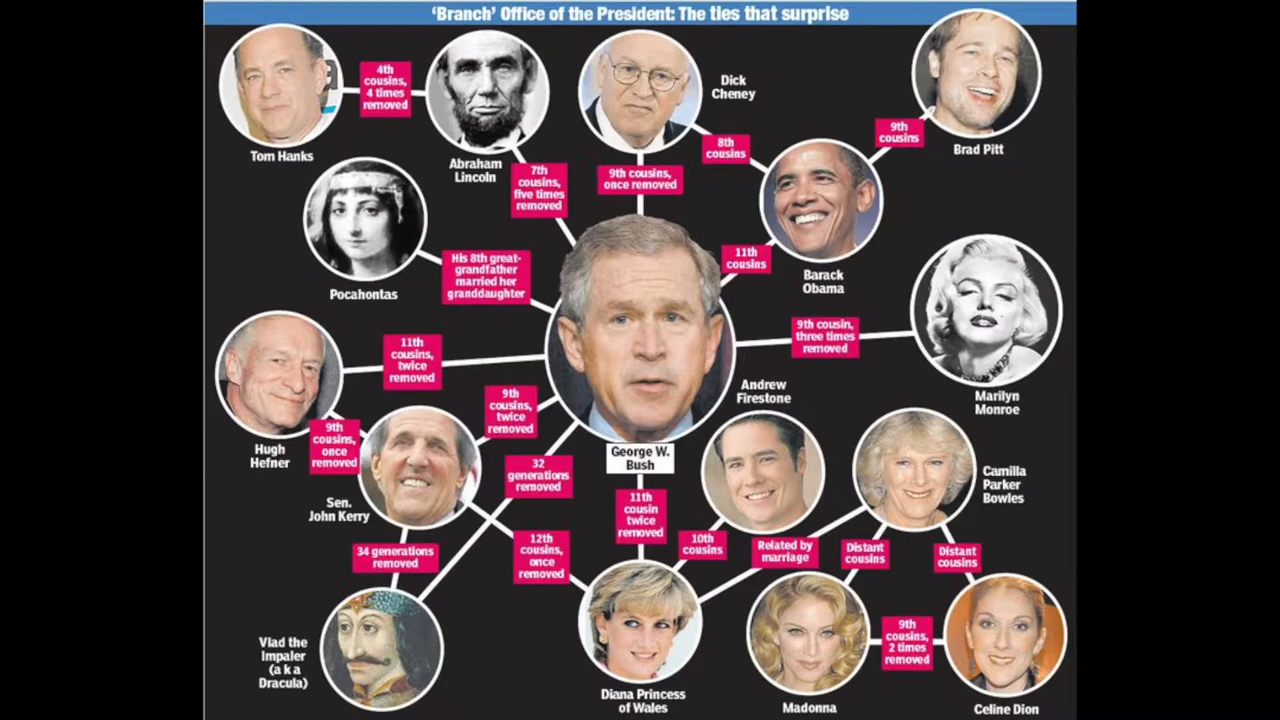 'Branch' Office of the President: The ties that surprise
Tom Hanks
4th
cousins,
4 times
removed
Abraham
Lincoln
Dick
Cheney
8th
cousins
9th
cousins
Brad Pitt
7th
cousins,
five times
removed
9th cousins,
once removed
Pocahontas
His 8th great-
grandfather
married her
granddaughter
11th
cousins
Barack
Obama
11th
cousins,
twice
removed
9th cousin,
three times
removed
Marilyn
Monroe
Hugh
Hefner
9th
cousins,
once
removed
9th
cousins,
twice
removed
Sen.
John Kerry
George W.
Bush
Andrew
Firestone
Camilla
Parker
Bowles
32
generations
removed
11th
cousin
twice
removed
34 generations
removed
12th
cousins,
once
removed
10th
cousins
Related by
marriage
Distant
cousins
Distant
cousins
Vlad the
Impaler
(a k a
Dracula)
Diana Princess
of Wales
Madonna
9th
cousins,
2 times
removed
Celine Dion